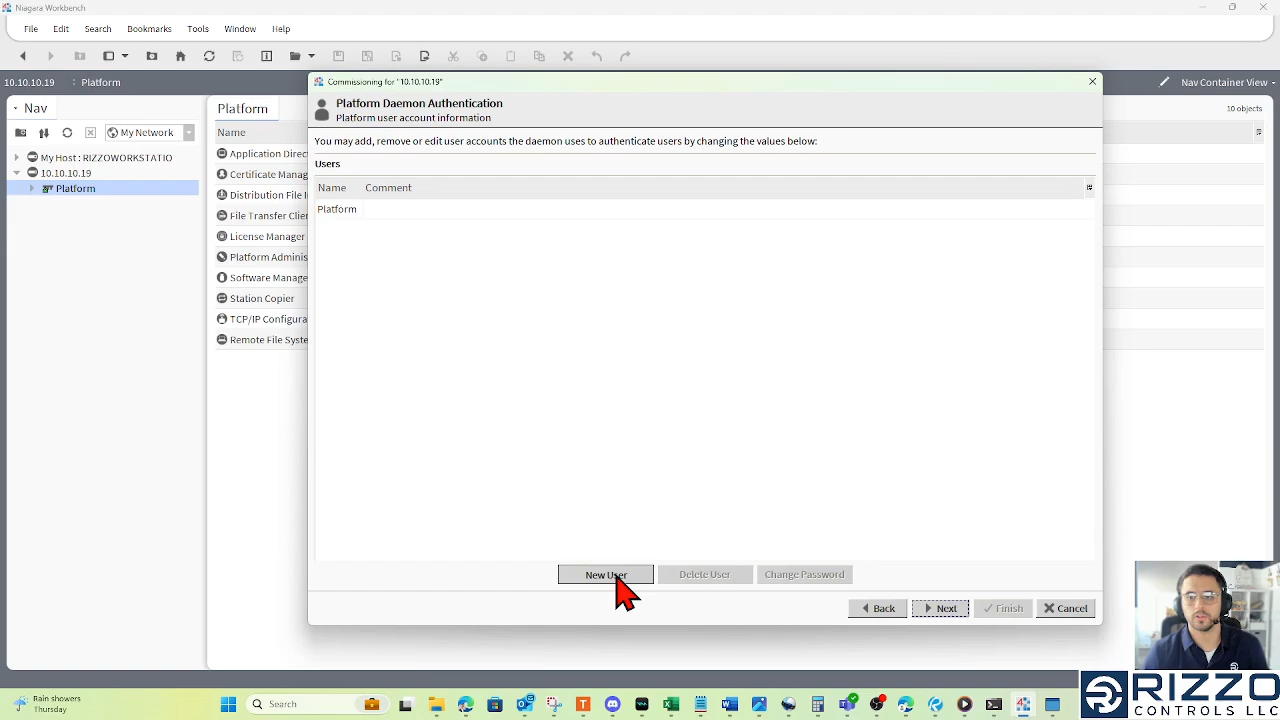 Niagara Workbench
File Edit Search Bookmarks Tools Window Help
10.10.10.19 : Platform
Nav Container View
Nav
My Network
My Host : RIZZOWORKSTATIO
10.10.10.19
Platform
Platform
10 objects
Name
Application Direc
Certificate Manag
Distribution File I
File Transfer Clie
License Manager
Platform Adminis
Software Manage
Station Copier
TCP/IP Configura
Remote File Syste
Commissioning for "10.10.10.19"
Platform Daemon Authentication
Platform user account information
You may add, remove or edit user accounts the daemon uses to authenticate users by changing the values below:
Users
Name Comment
Platform
New User Delete User Change Password
Back Next Finish Cancel
Rain showers
Thursday
Search
RIZZO
CONTROLS LLC